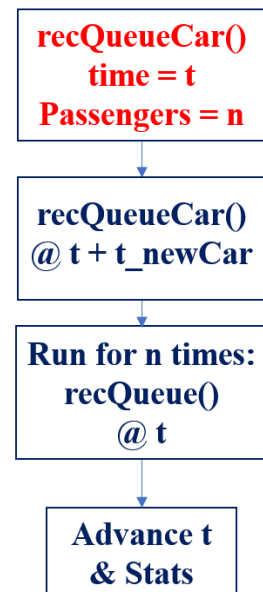 recQueueCar()
time = t
Passengers = n
recQueueCar()
@ t + t_newCar
Run for n times:
recQueue()
@ t
Advance t
& Stats